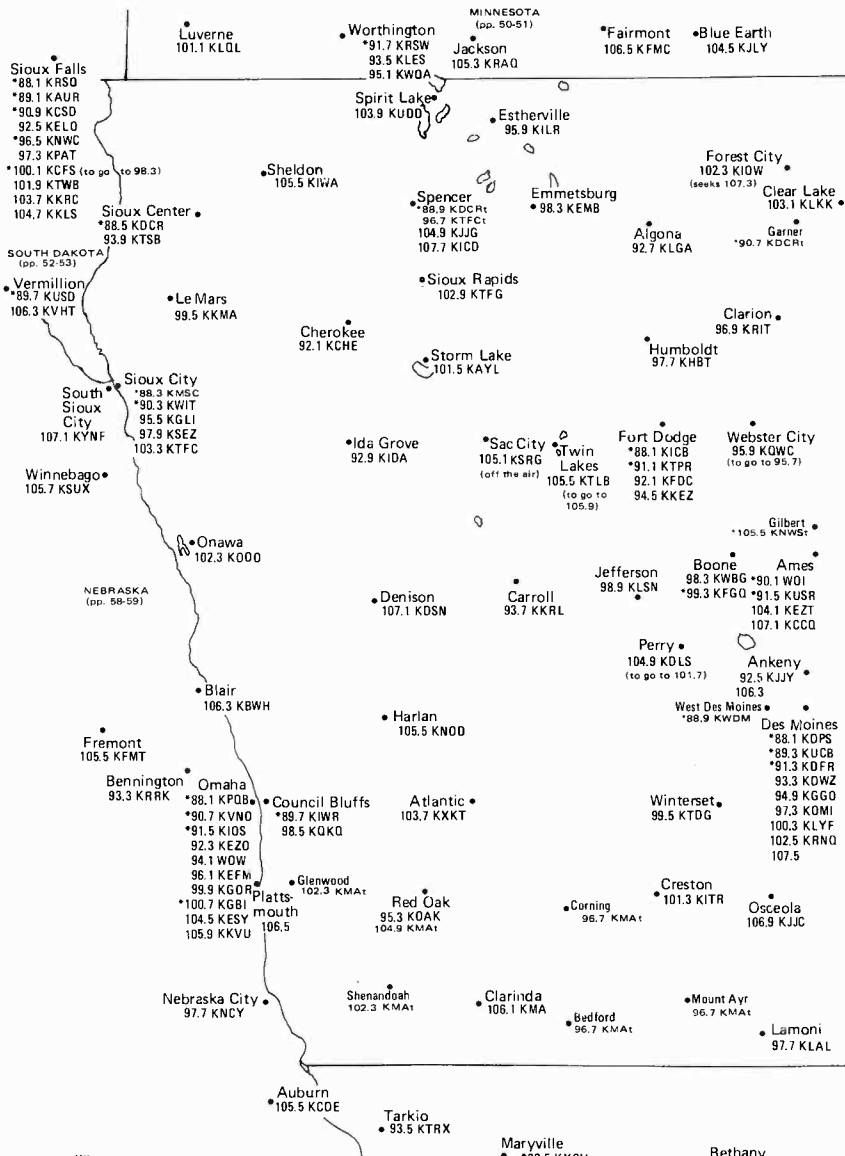 MINNESOTA
(pp. 50-51)
Luverne
101.1 KLQL
Worthington
*91.7 KRSW
93.5 KLES
95.1 KWOA
Jackson
105.3 KRAQ
Fairmont
106.5 KFMC
Blue Earth
104.5 KJLY
Sioux Falls
*88.1 KRSD
*89.1 KAUR
*90.9 KCSD
92.5 KELO
*96.5 KNWC
97.3 KPAT
*100.1 KCFS (to go to 98.3)
101.9 KTWB
103.7 KKRC
104.7 KKLS
Spirit Lake
103.9 KUDD
Estherville
95.9 KILR
Sheldon
105.5 KIWA
Forest City
102.3 KIOW
(seeks 107.3)
Clear Lake
103.1 KLKK
Sioux Center
*88.5 KDCR
93.9 KTSB
Spencer
*88.9 KDCRt
96.7 KTFCt
104.9 KJJG
107.7 KICD
Emmetsburg
98.3 KEMB
Algona
92.7 KLGA
Garner
*90.7 KDCRt
SOUTH DAKOTA
(pp. 52-53)
Vermillion
*89.7 KUSD
106.3 KVHT
Le Mars
99.5 KKMA
Sioux Rapids
102.9 KTFG
Cherokee
92.1 KCHE
Clarion
96.9 KRIT
Humboldt
97.7 KHBT
Storm Lake
101.5 KAYL
South
Sioux
City
107.1 KYNF
Sioux City
*88.3 KMSC
*90.3 KWIT
95.5 KGLI
97.9 KSEZ
103.3 KTFC
Ida Grove
92.9 KIDA
Sac City
105.1 KSRG
(off the air)
Twin
Lakes
105.5 KTLB
(to go to
105.9)
Fort Dodge
*88.1 KICB
*91.1 KTPR
92.1 KFDC
94.5 KKEZ
Webster City
95.9 KQWC
(to go to 95.7)
Winnebago
105.7 KSUX
Gilbert
*105.5 KNWSt
Onawa
102.3 KOOO
NEBRASKA
(pp. 58-59)
Denison
107.1 KDSN
Carroll
93.7 KKRL
Jefferson
98.9 KLSN
Boone
98.3 KWBG
*99.3 KFGQ
Ames
*90.1 WOI
*91.5 KUSR
104.1 KEZT
107.1 KCCQ
Perry
104.9 KDLS
(to go to 101.7)
Ankeny
92.5 KJJY
106.3
Blair
106.3 KBWH
Harlan
105.5 KNOD
West Des Moines
*88.9 KWDM
Des Moines
*88.1 KDPS
*89.3 KUCB
*91.3 KDFR
93.3 KDWZ
94.9 KGGO
97.3 KOMI
100.3 KLYF
102.5 KRNQ
107.5
Fremont
105.5 KFMT
Bennington
93.3 KRRK
Omaha
*88.1 KPQB
*90.7 KVNO
*91.5 KIOS
92.3 KEZO
94.1 WOW
96.1 KEFM
99.9 KGOR
*100.7 KGBI
104.5 KESY
105.9 KKVU
Council Bluffs
*89.7 KIWR
98.5 KQKQ
Atlantic
103.7 KXKT
Winterset
99.5 KTDG
Platts-
mouth
106.5
Glenwood
102.3 KMAt
Red Oak
95.3 KOAK
104.9 KMAt
Corning
96.7 KMAt
Creston
101.3 KITR
Osceola
106.9 KJJC
Nebraska City
97.7 KNCY
Shenandoah
102.3 KMAt
Clarinda
106.1 KMA
Bedford
96.7 KMAt
Mount Ayr
96.7 KMAt
Lamoni
97.7 KLAL
Auburn
105.5 KCDE
Tarkio
93.5 KTRX
Maryville
Bethany